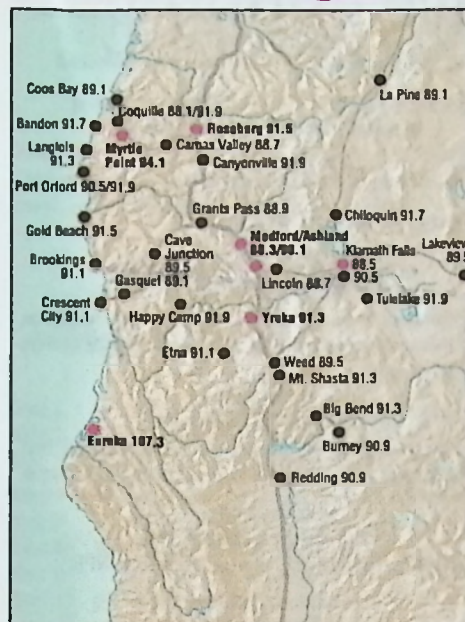 Coos Bay 89.1
La Pine 89.1
Coquille 88.1/91.9
Bandon 91.7
Roseburg 91.5
Langlois
91.3
Myrtle
Point 94.1
Camas Valley 88.7
Canyonville 91.9
Port Orford 90.5/91.9
Grants Pass 88.9
Chiloquin 91.7
Gold Beach 91.5
Medford/Ashland
88.3/90.1
Cave
Junction
89.5
Klamath Falls
88.5
90.5
Lakeview
89.5
Brookings
91.1
Lincoln 88.7
Gasquet 89.1
Tulelake 91.9
Crescent
City 91.1
Happy Camp 91.9
Yreka 91.3
Etna 91.1
Weed 89.5
Mt. Shasta 91.3
Big Bend 91.3
Eureka 107.3
Burney 90.9
Redding 90.9